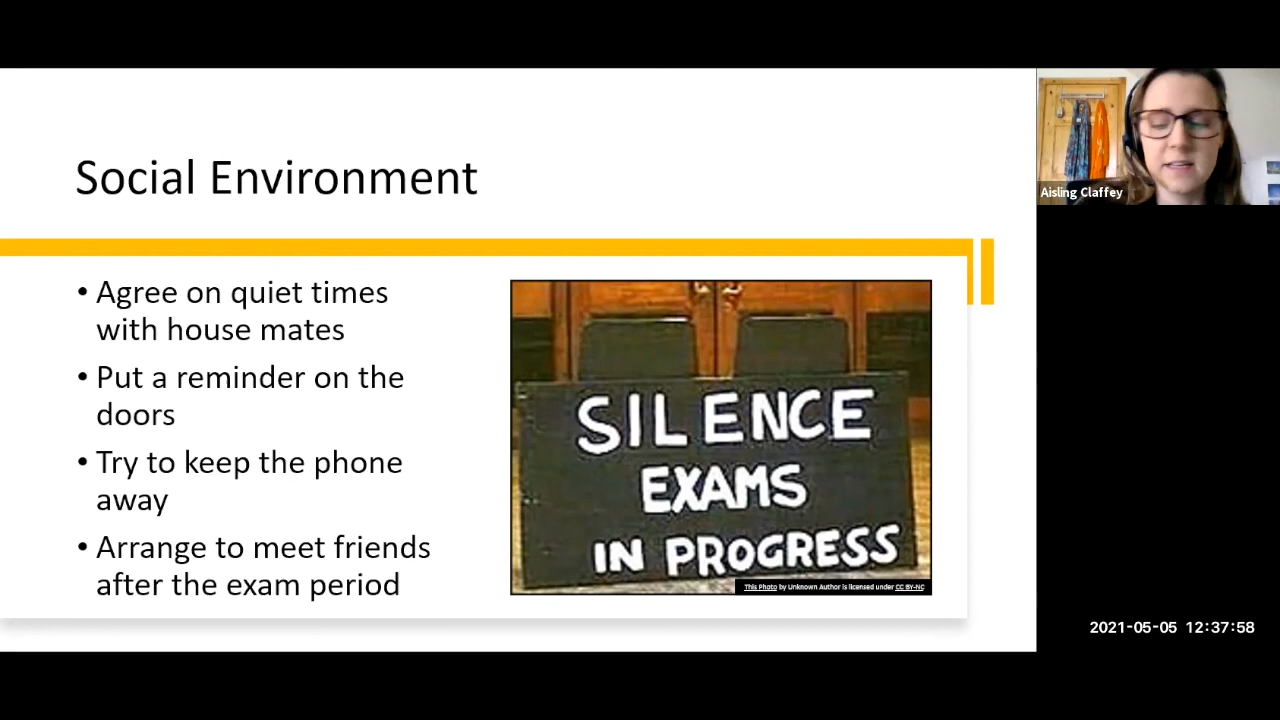 Social Environment
• Agree on quiet times
with house mates
• Put a reminder on the
doors
• Try to keep the phone
away
• Arrange to meet friends
after the exam period
SILENCE
EXAMS
IN PROGRESS
This Photo by Unknown Author is licensed under CC BY-NC
Aisling Claffey
2021-05-05 12:37:58